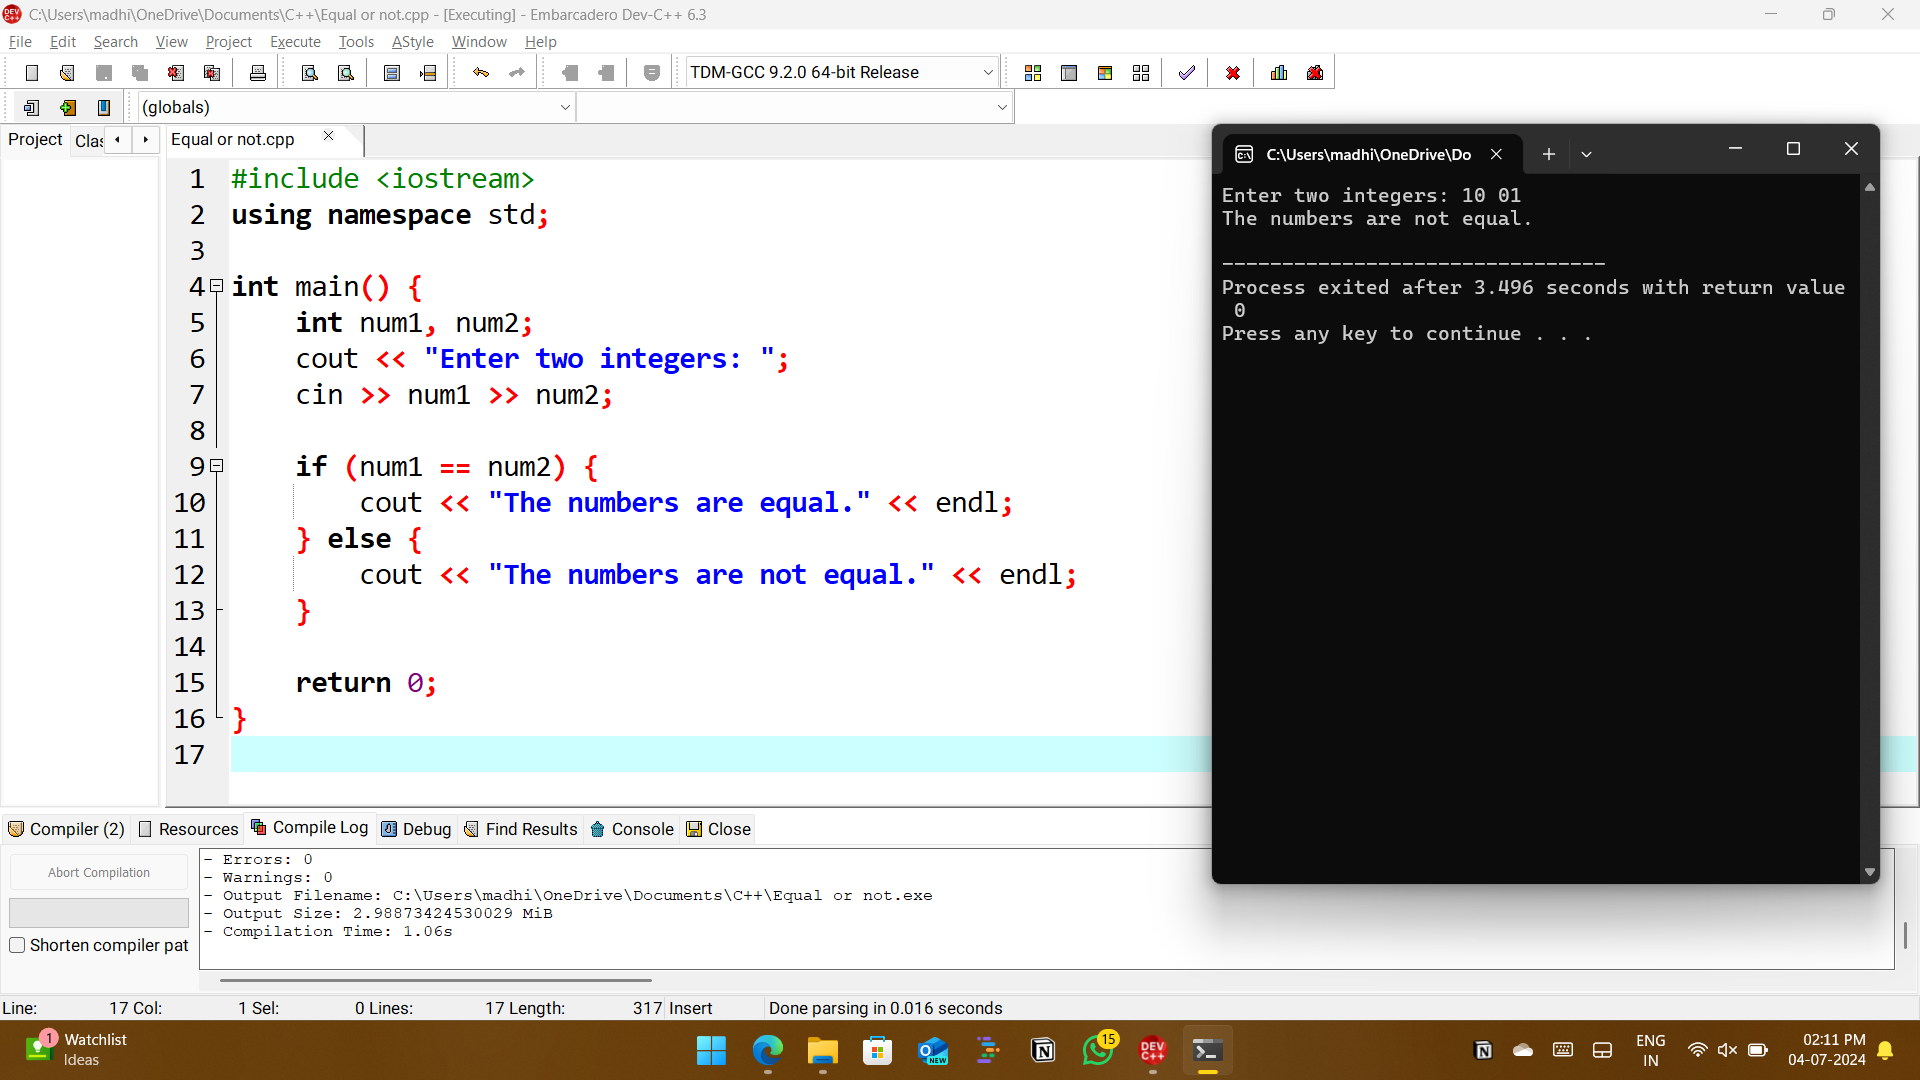 C:\Users\madhi\OneDrive\Documents\C++\Equal or not.cpp - [Executing] - Embarcadero Dev-C++ 6.3
File Edit Search View Project Execute Tools AStyle Window Help
TDM-GCC 9.2.0 64-bit Release
(globals)
Project Clas
Equal or not.cpp
1 #include <iostream>
2 using namespace std;
3
4 int main() {
5 int num1, num2;
6 cout << "Enter two integers: ";
7 cin >> num1 >> num2;
8
9 if (num1 == num2) {
10 cout << "The numbers are equal." << endl;
11 } else {
12 cout << "The numbers are not equal." << endl;
13 }
14
15 return 0;
16 }
17
C:\Users\madhi\OneDrive\Do
Enter two integers: 10 01
The numbers are not equal.
--------------------------------
Process exited after 3.496 seconds with return value
0
Press any key to continue . . .
Compiler (2) Resources Compile Log Debug Find Results Console Close
Abort Compilation
Shorten compiler pat
- Errors: 0
- Warnings: 0
- Output Filename: C:\Users\madhi\OneDrive\Documents\C++\Equal or not.exe
- Output Size: 2.98873424530029 MiB
- Compilation Time: 1.06s
Line: 17 Col: 1 Sel: 0 Lines: 17 Length: 317 Insert Done parsing in 0.016 seconds
1
Watchlist
Ideas
NEW
15
DEV
C++
ENG
IN
02:11 PM
04-07-2024